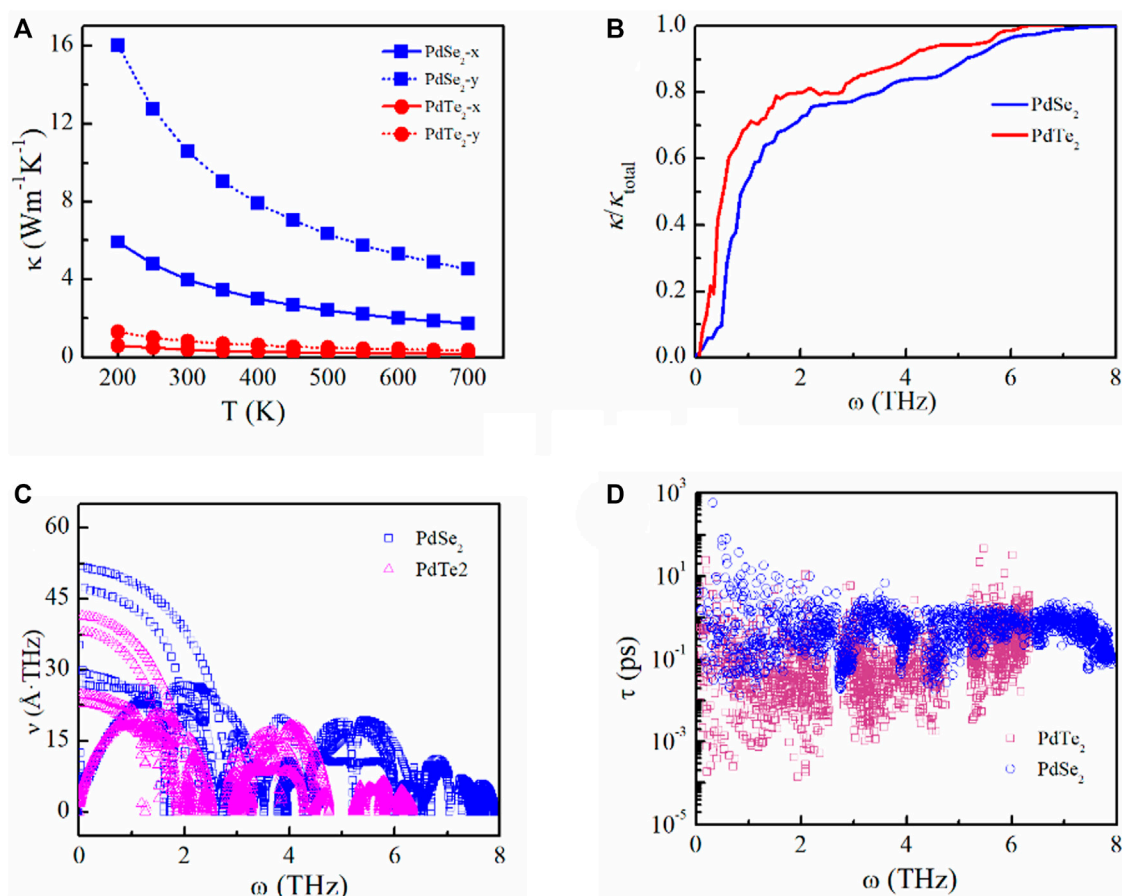 A
16
12
8
4
0
κ (Wm⁻¹K⁻¹)
PdSe₂-x
PdSe₂-y
PdTe₂-x
PdTe₂-y
200 300 400 500 600 700
T (K)
B
1.0
0.8
0.6
0.4
0.2
0.0
κ/κtotal
PdSe₂
PdTe₂
0 2 4 6 8
ω (THz)
C
60
45
30
15
0
v (Å·THz)
PdSe₂
PdTe2
0 2 4 6 8
ω (THz)
D
10³
10¹
10⁻¹
10⁻³
10⁻⁵
τ (ps)
PdTe₂
PdSe₂
0 2 4 6 8
ω (THz)